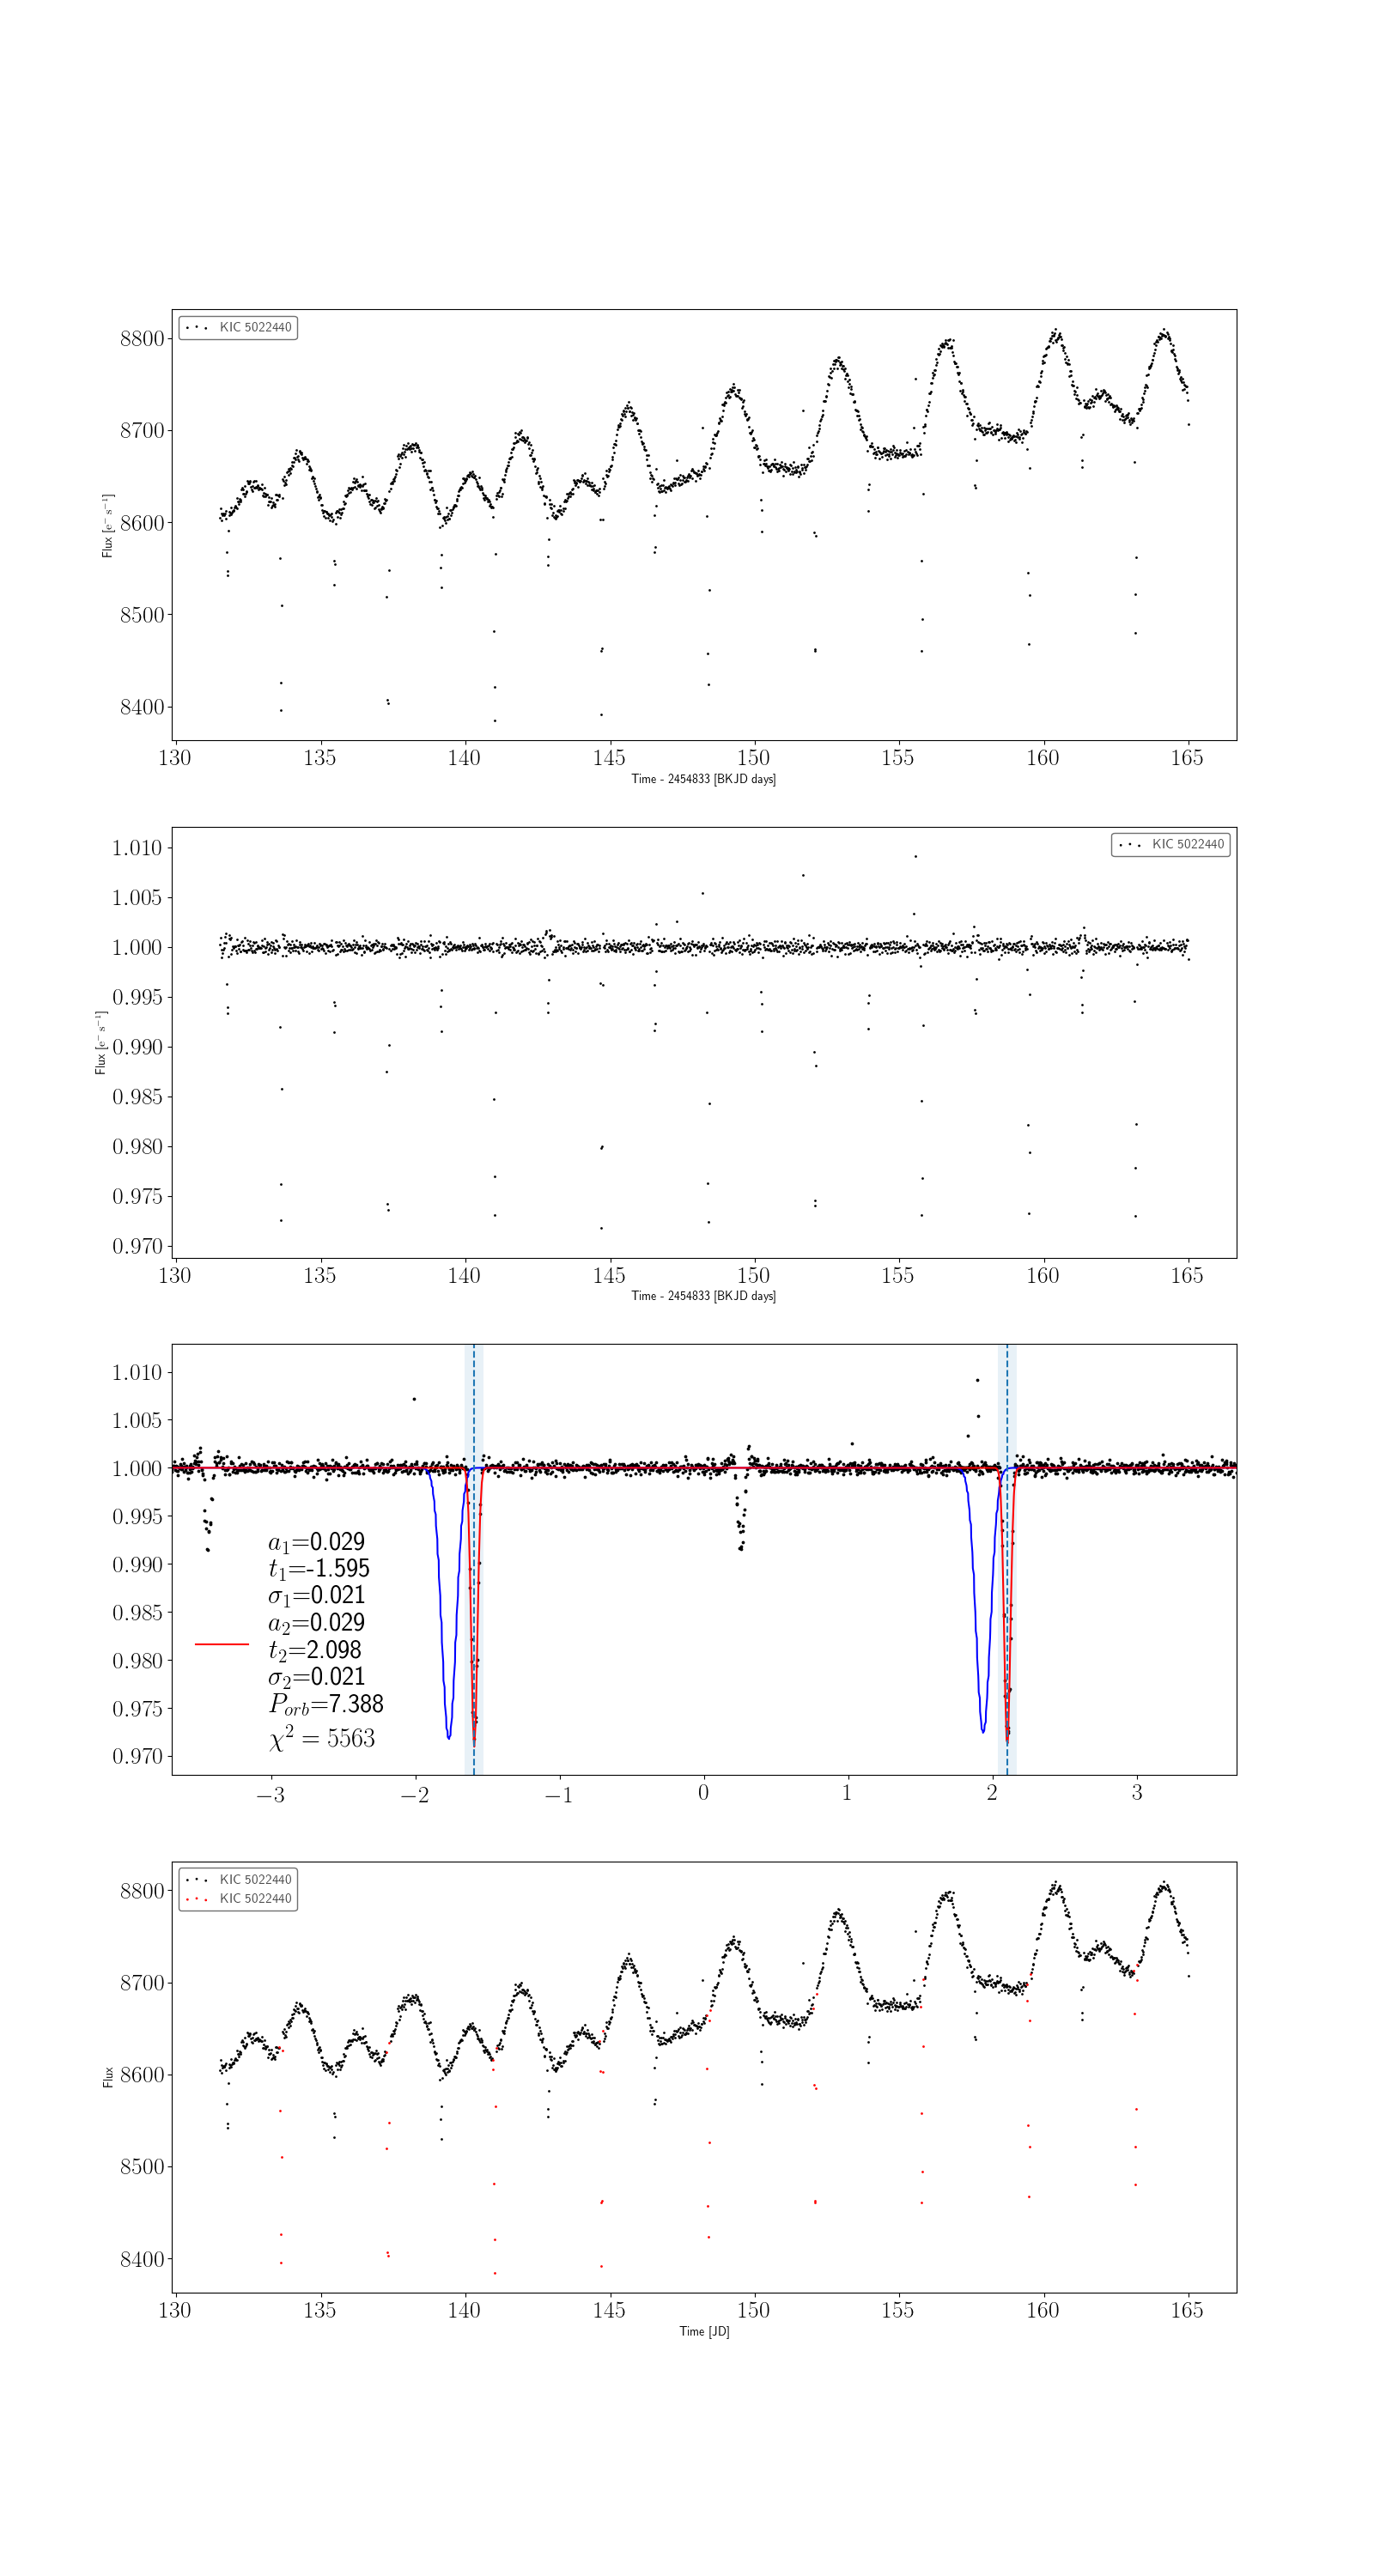 KIC 5022440
8800
8700
8600
8500
8400
Flux [e⁻ s⁻¹]
130 135 140 145 150 155 160 165
Time - 2454833 [BKJD days]
KIC 5022440
1.010
1.005
1.000
0.995
0.990
0.985
0.980
0.975
0.970
Flux [e⁻ s⁻¹]
130 135 140 145 150 155 160 165
Time - 2454833 [BKJD days]
1.010
1.005
1.000
0.995
0.990
0.985
0.980
0.975
0.970
a₁=0.029
t₁=-1.595
σ₁=0.021
a₂=0.029
t₂=2.098
σ₂=0.021
P_orb=7.388
χ² = 5563
−3 −2 −1 0 1 2 3
KIC 5022440
KIC 5022440
8800
8700
8600
8500
8400
Flux
130 135 140 145 150 155 160 165
Time [JD]